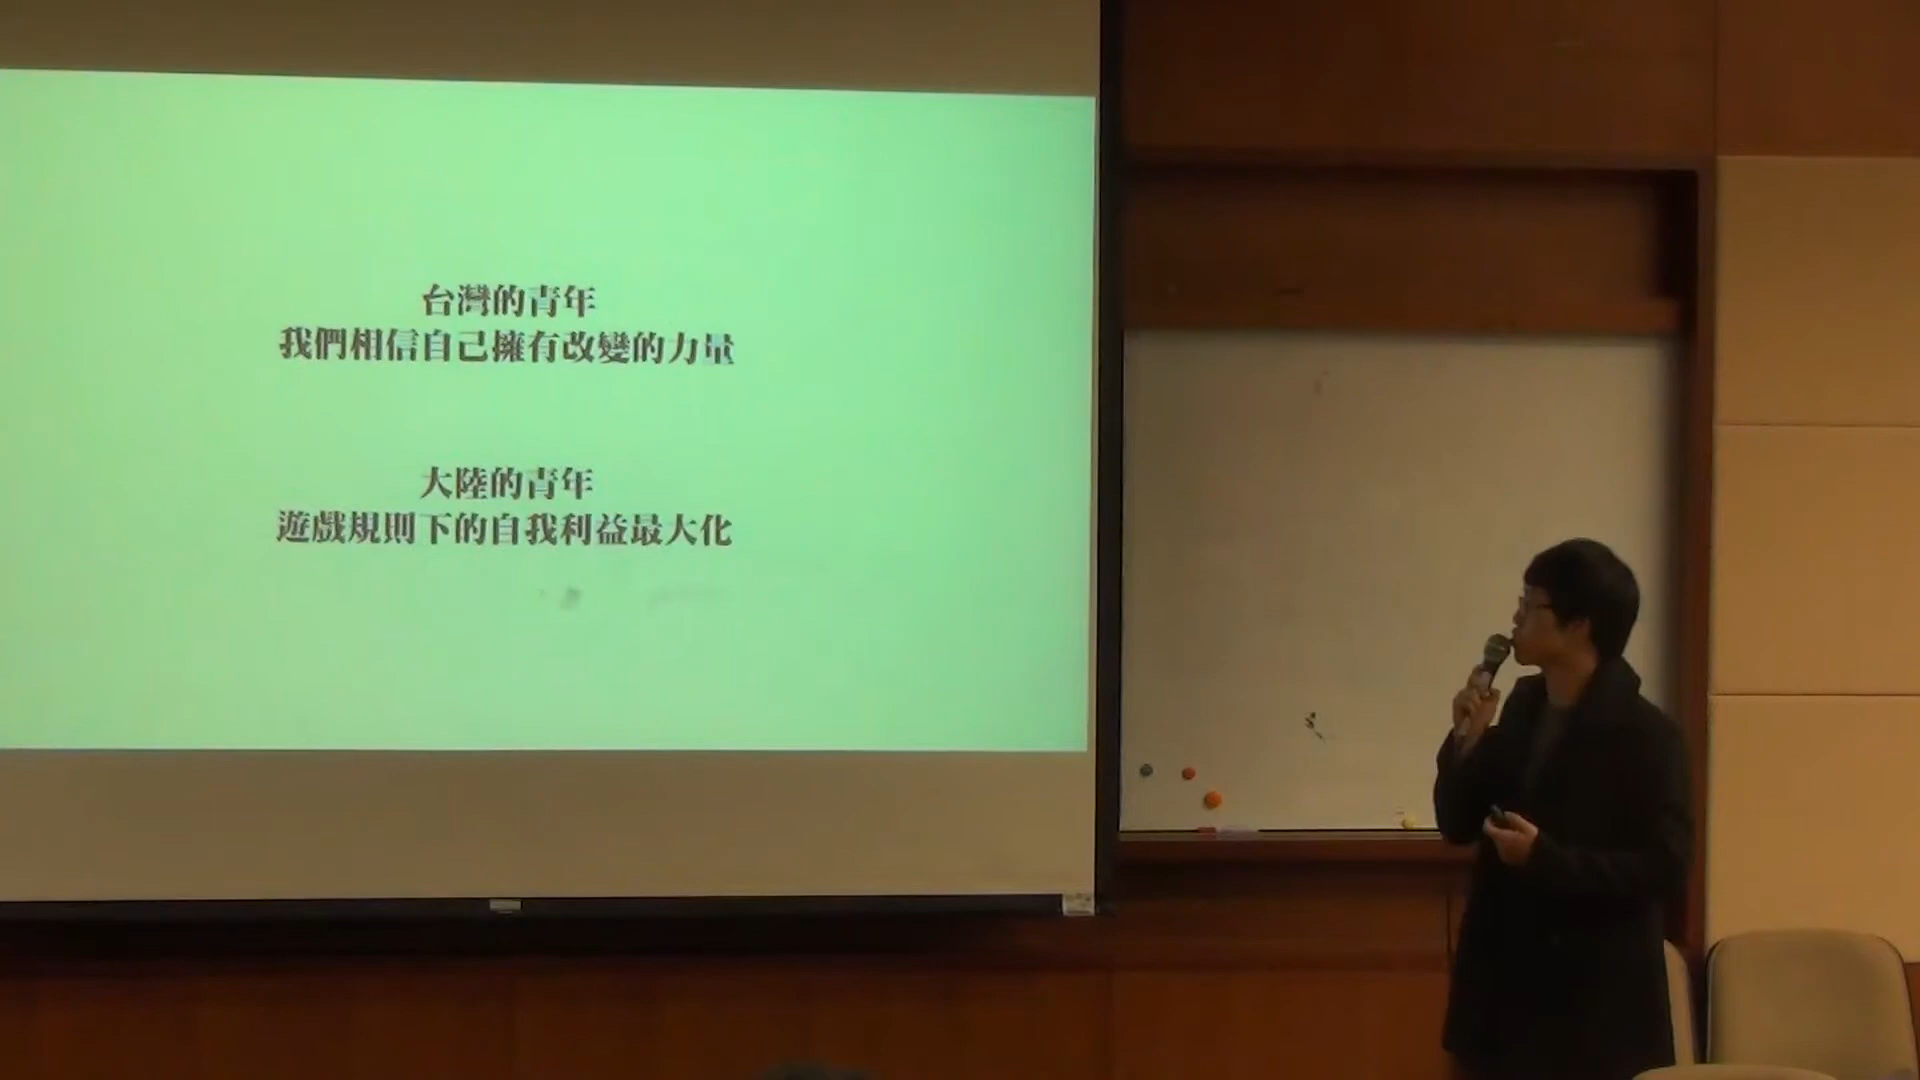 台灣的青年
我們相信自己擁有改變的力量
大陸的青年
遊戲規則下的自我利益最大化